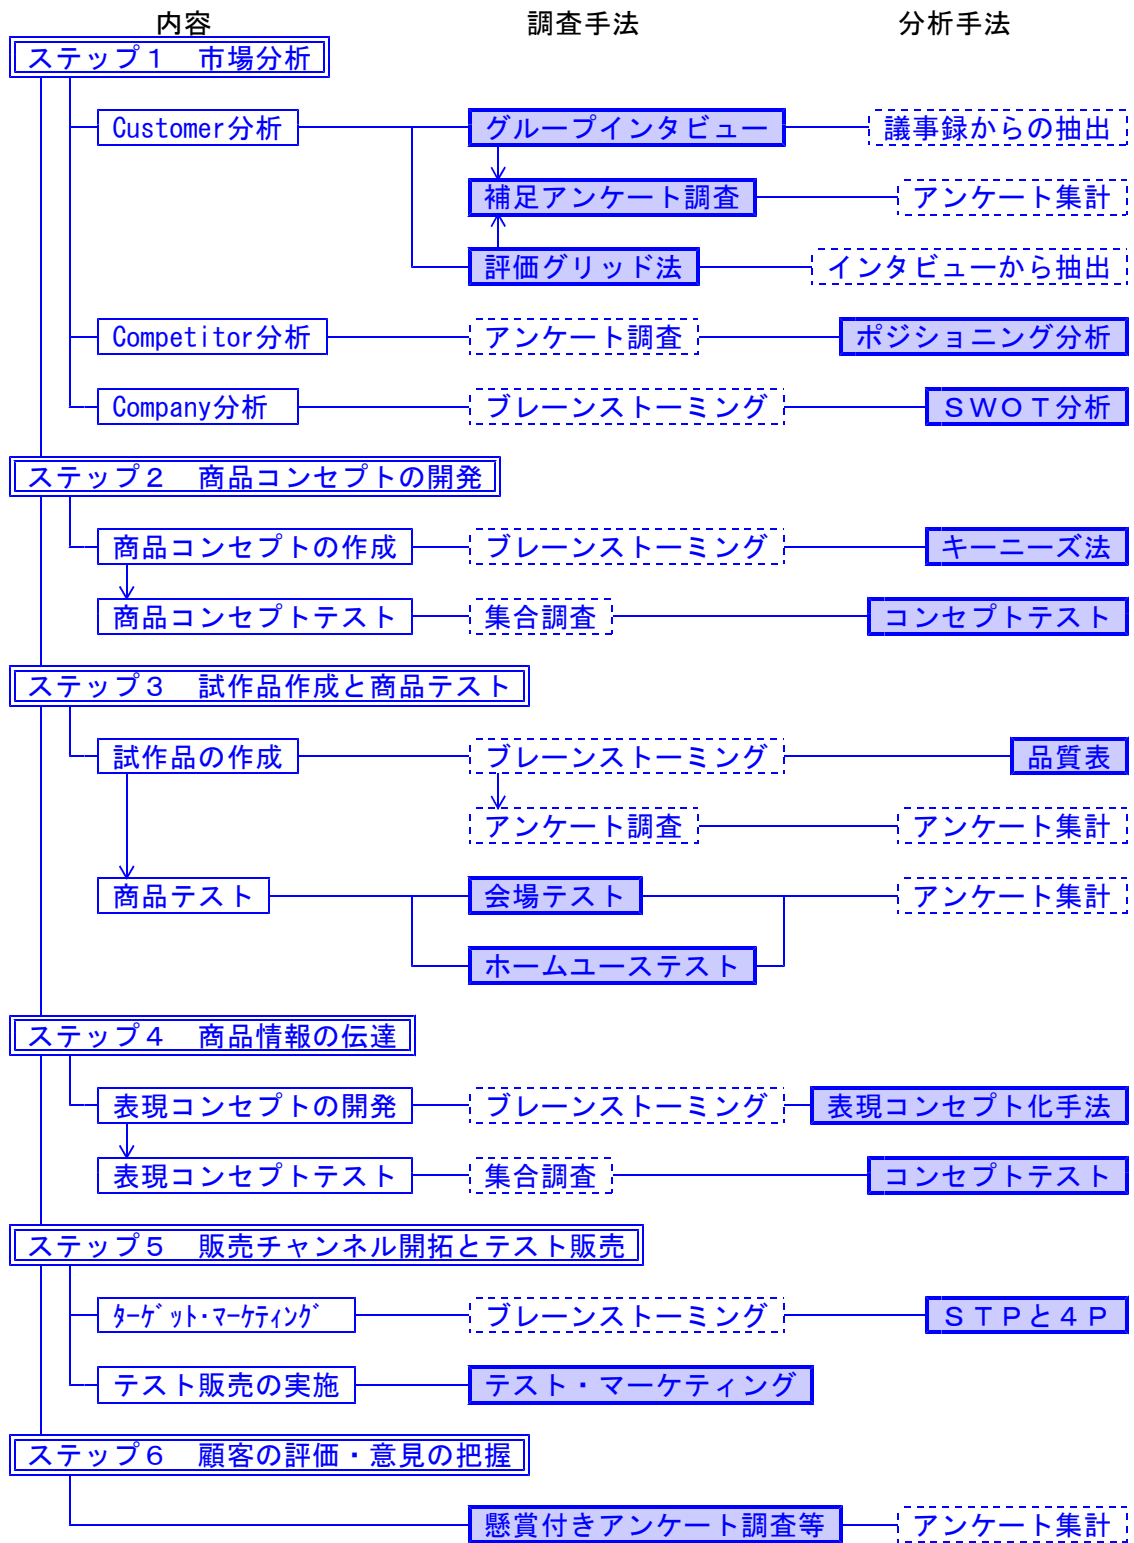 内容 調査手法 分析手法
ステップ1 市場分析
Customer分析 グループインタビュー 議事録からの抽出
補足アンケート調査 アンケート集計
評価グリッド法 インタビューから抽出
Competitor分析 アンケート調査 ポジショニング分析
Company分析 ブレーンストーミング SWOT分析
ステップ2 商品コンセプトの開発
商品コンセプトの作成 ブレーンストーミング キーニーズ法
商品コンセプトテスト 集合調査 コンセプトテスト
ステップ3 試作品作成と商品テスト
試作品の作成 ブレーンストーミング 品質表
アンケート調査 アンケート集計
商品テスト 会場テスト アンケート集計
ホームユーステスト
ステップ4 商品情報の伝達
表現コンセプトの開発 ブレーンストーミング 表現コンセプト化手法
表現コンセプトテスト 集合調査 コンセプトテスト
ステップ5 販売チャンネル開拓とテスト販売
ターゲット・マーケティング ブレーンストーミング STPと4P
テスト販売の実施 テスト・マーケティング
ステップ6 顧客の評価・意見の把握
懸賞付きアンケート調査等 アンケート集計